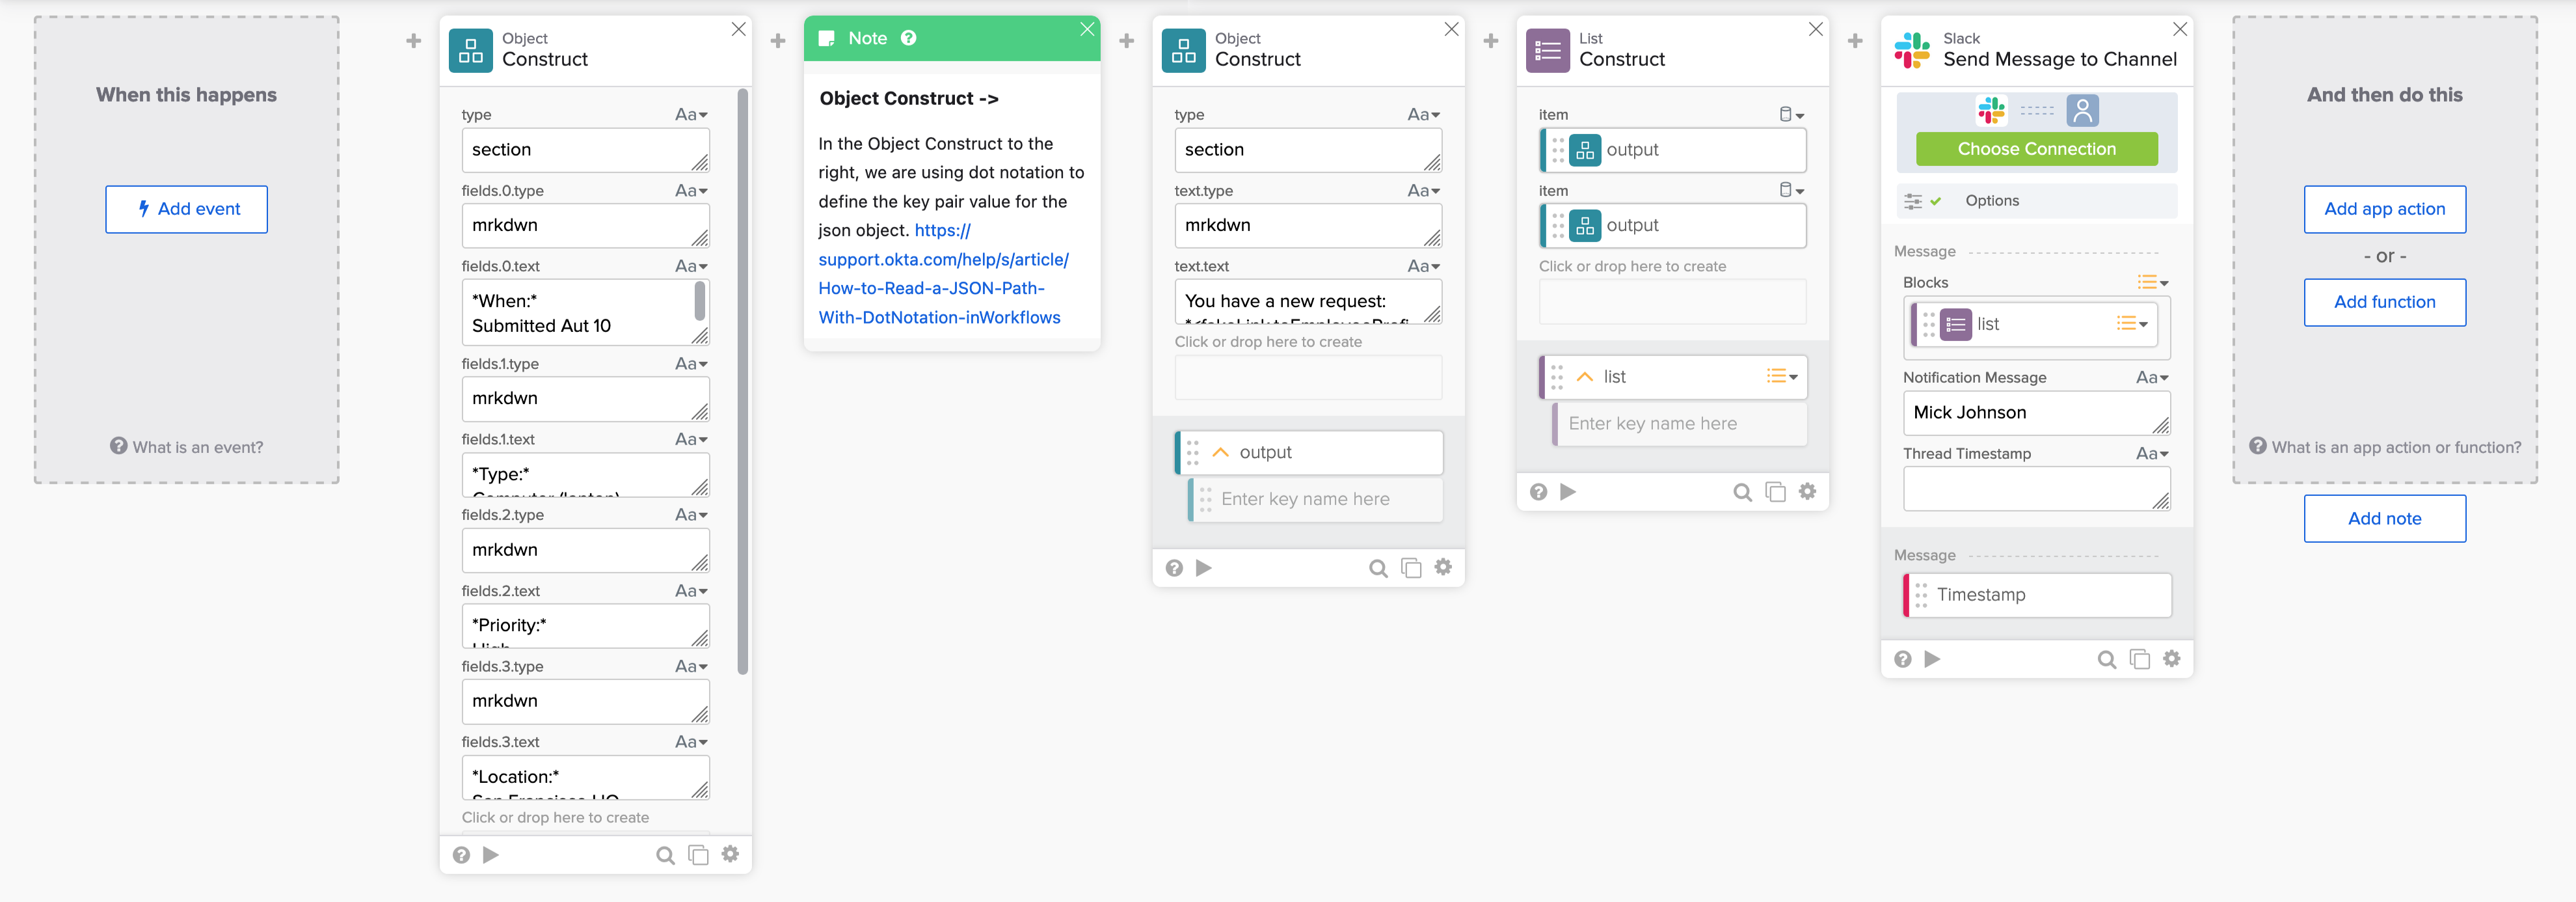 When this happens
Add event
What is an event?
Object
Construct
type
Aa
section
fields.0.type
Aa
mrkdwn
fields.0.text
Aa
*When:*
Submitted Aut 10
fields.1.type
Aa
mrkdwn
fields.1.text
Aa
*Type:*
Computer (laptop)
fields.2.type
Aa
mrkdwn
fields.2.text
Aa
*Priority:*
High
fields.3.type
Aa
mrkdwn
fields.3.text
Aa
*Location:*
Click or drop here to create
Note
Object Construct ->
In the Object Construct to the
right, we are using dot notation to
define the key pair value for the
json object. https://
support.okta.com/help/s/article/
How-to-Read-a-JSON-Path-
With-DotNotation-inWorkflows
Object
Construct
type
Aa
section
text.type
Aa
mrkdwn
text.text
Aa
You have a new request:
Click or drop here to create
output
Enter key name here
List
Construct
item
output
item
output
Click or drop here to create
list
Enter key name here
Slack
Send Message to Channel
Choose Connection
Options
Message
Blocks
list
Notification Message
Aa
Mick Johnson
Thread Timestamp
Aa
Message
Timestamp
And then do this
Add app action
- or -
Add function
What is an app action or function?
Add note